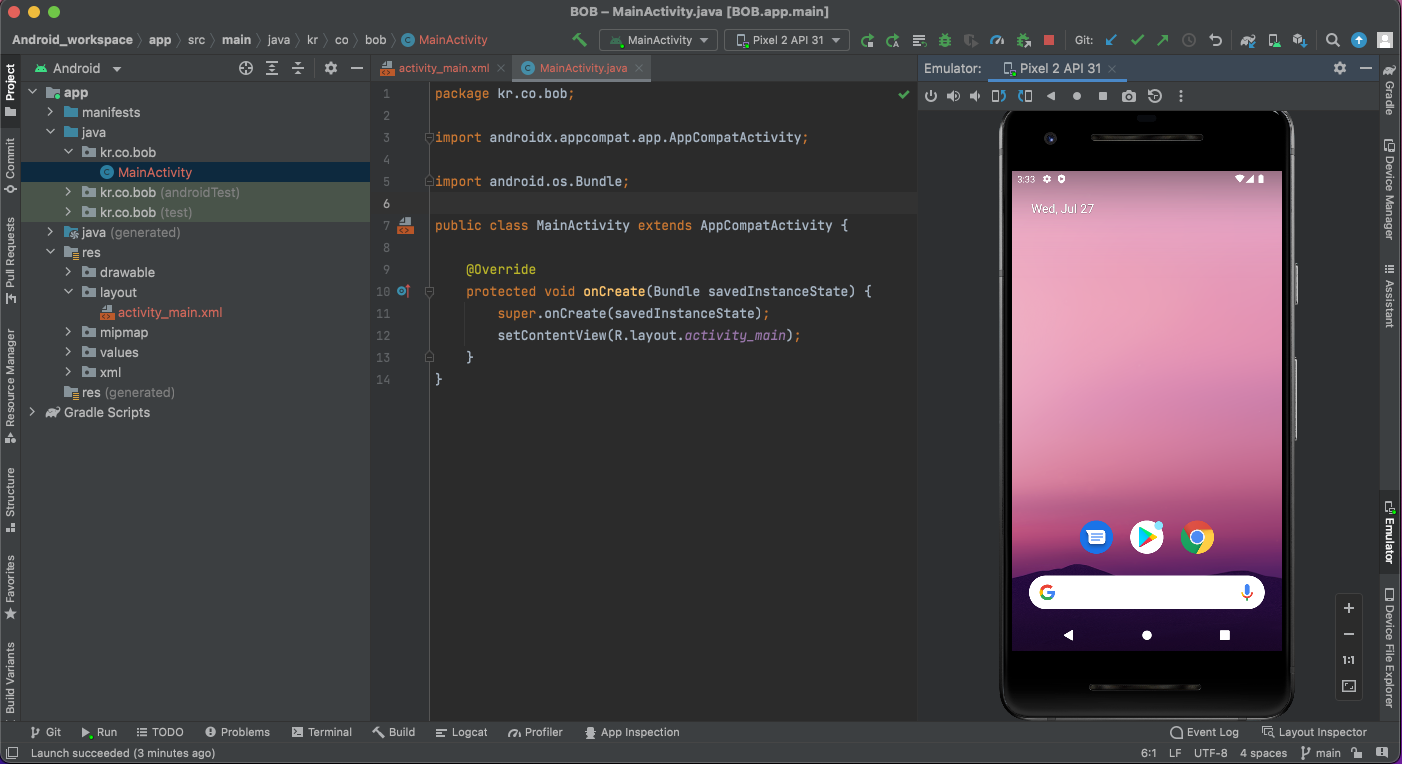 BOB – MainActivity.java [BOB.app.main]
Android_workspace app src main java kr co bob MainActivity
MainActivity
Pixel 2 API 31
Git:
Android
activity_main.xml
MainActivity.java
Emulator:
Pixel 2 API 31
Project
Commit
Pull Requests
Resource Manager
Structure
Favorites
Build Variants
app
manifests
java
kr.co.bob
MainActivity
kr.co.bob (androidTest)
kr.co.bob (test)
java (generated)
res
drawable
layout
activity_main.xml
mipmap
values
xml
res (generated)
Gradle Scripts
1 package kr.co.bob;
2
3 import androidx.appcompat.app.AppCompatActivity;
4
5 import android.os.Bundle;
6
7 public class MainActivity extends AppCompatActivity {
8
9 @Override
10 protected void onCreate(Bundle savedInstanceState) {
11 super.onCreate(savedInstanceState);
12 setContentView(R.layout.activity_main);
13 }
14 }
3:33
Wed, Jul 27
1:1
Gradle
Device Manager
Assistant
Emulator
Device File Explorer
Git Run TODO Problems Terminal Build Logcat Profiler App Inspection Event Log Layout Inspector
Launch succeeded (3 minutes ago) 6:1 LF UTF-8 4 spaces main